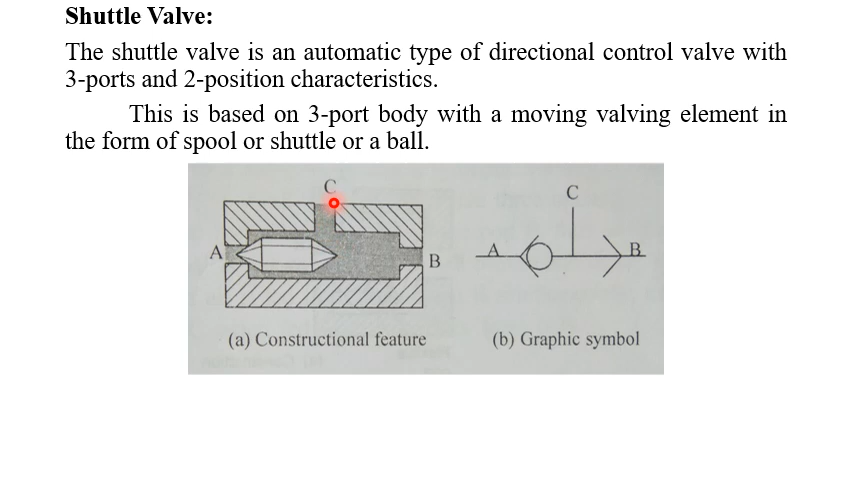 Shuttle Valve:
The shuttle valve is an automatic type of directional control valve with
3-ports and 2-position characteristics.
This is based on 3-port body with a moving valving element in
the form of spool or shuttle or a ball.
C
C
A
B
A
B
(a) Constructional feature
(b) Graphic symbol